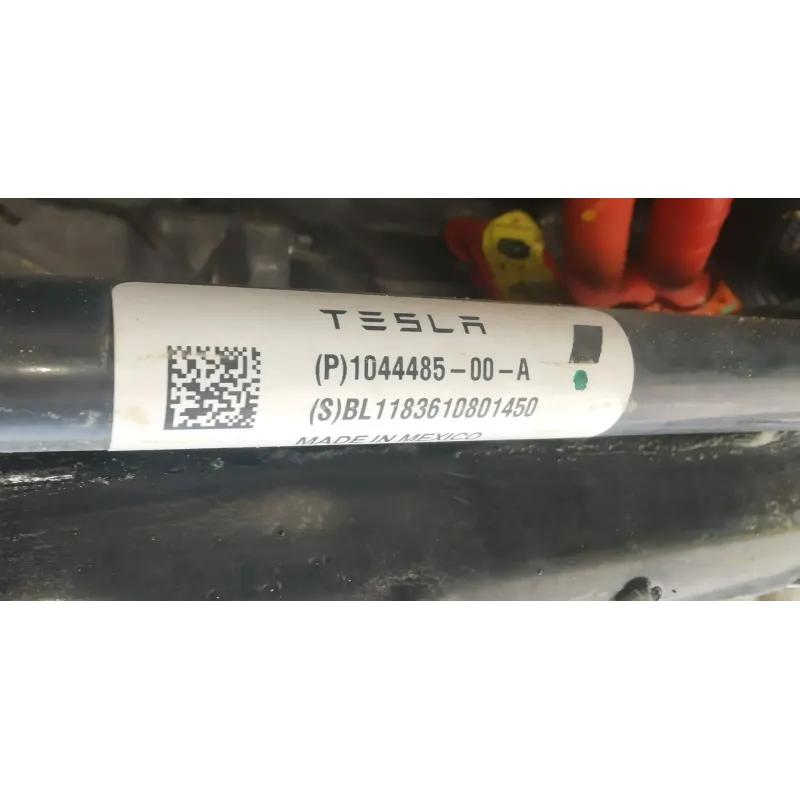 TESLA
(P)1044485-00-A
(S)BL1183610801450
MADE IN MEXICO